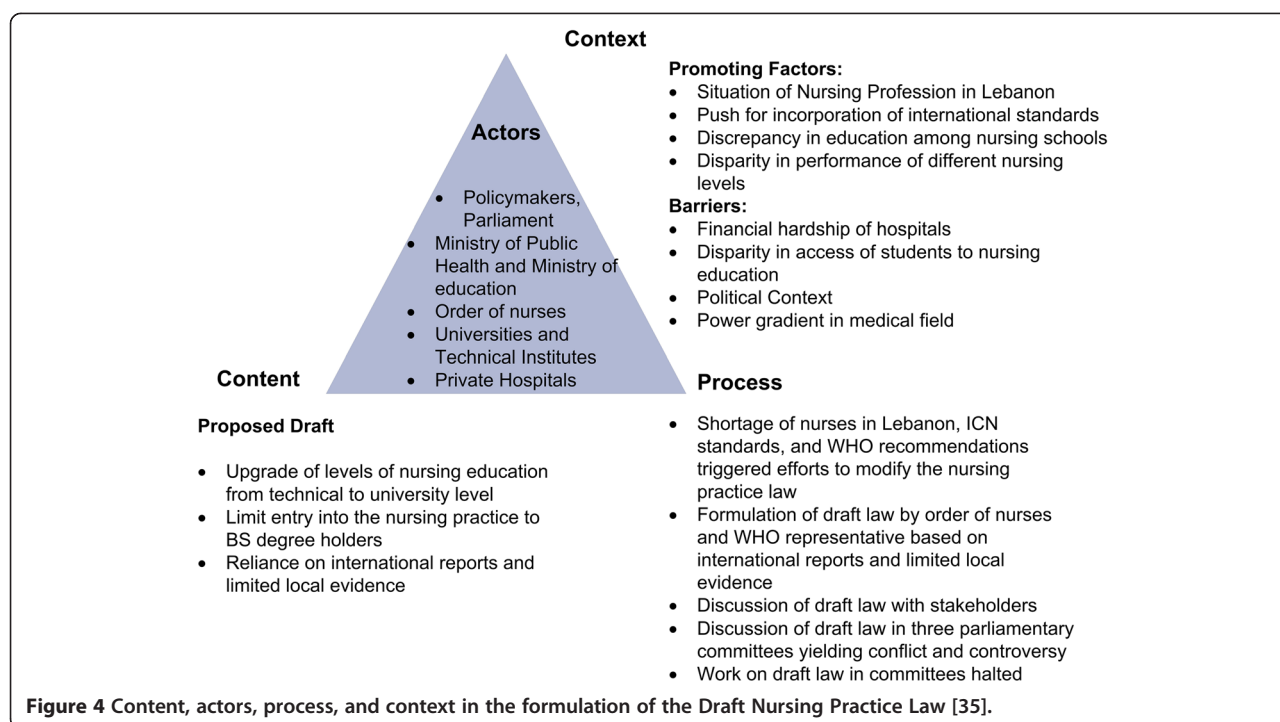 Context
Promoting Factors:
• Situation of Nursing Profession in Lebanon
• Push for incorporation of international standards
• Discrepancy in education among nursing schools
• Disparity in performance of different nursing
levels
Barriers:
• Financial hardship of hospitals
• Disparity in access of students to nursing
education
• Political Context
• Power gradient in medical field
Actors
• Policymakers,
Parliament
• Ministry of Public
Health and Ministry of
education
• Order of nurses
• Universities and
Technical Institutes
• Private Hospitals
Content
Proposed Draft
• Upgrade of levels of nursing education
from technical to university level
• Limit entry into the nursing practice to
BS degree holders
• Reliance on international reports and
limited local evidence
Process
• Shortage of nurses in Lebanon, ICN
standards, and WHO recommendations
triggered efforts to modify the nursing
practice law
• Formulation of draft law by order of nurses
and WHO representative based on
international reports and limited local
evidence
• Discussion of draft law with stakeholders
• Discussion of draft law in three parliamentary
committees yielding conflict and controversy
• Work on draft law in committees halted
Figure 4 Content, actors, process, and context in the formulation of the Draft Nursing Practice Law [35].